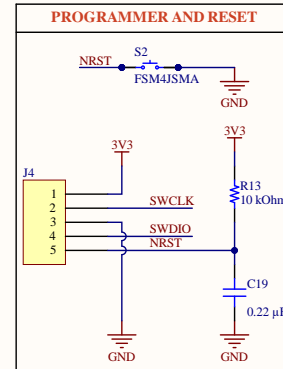 PROGRAMMER AND RESET
S2
NRST
FSM4JSMA
GND
3V3
3V3
J4
1
2
3
4
5
SWCLK
SWDIO
NRST
R13
10 kOhm
C19
0.22 µF
GND
GND